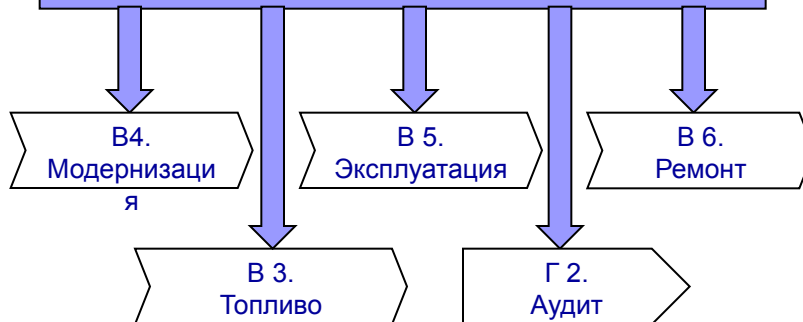 В4.
Модернизаци
я
В 5.
Эксплуатация
В 6.
Ремонт
В 3.
Топливо
Г 2.
Аудит